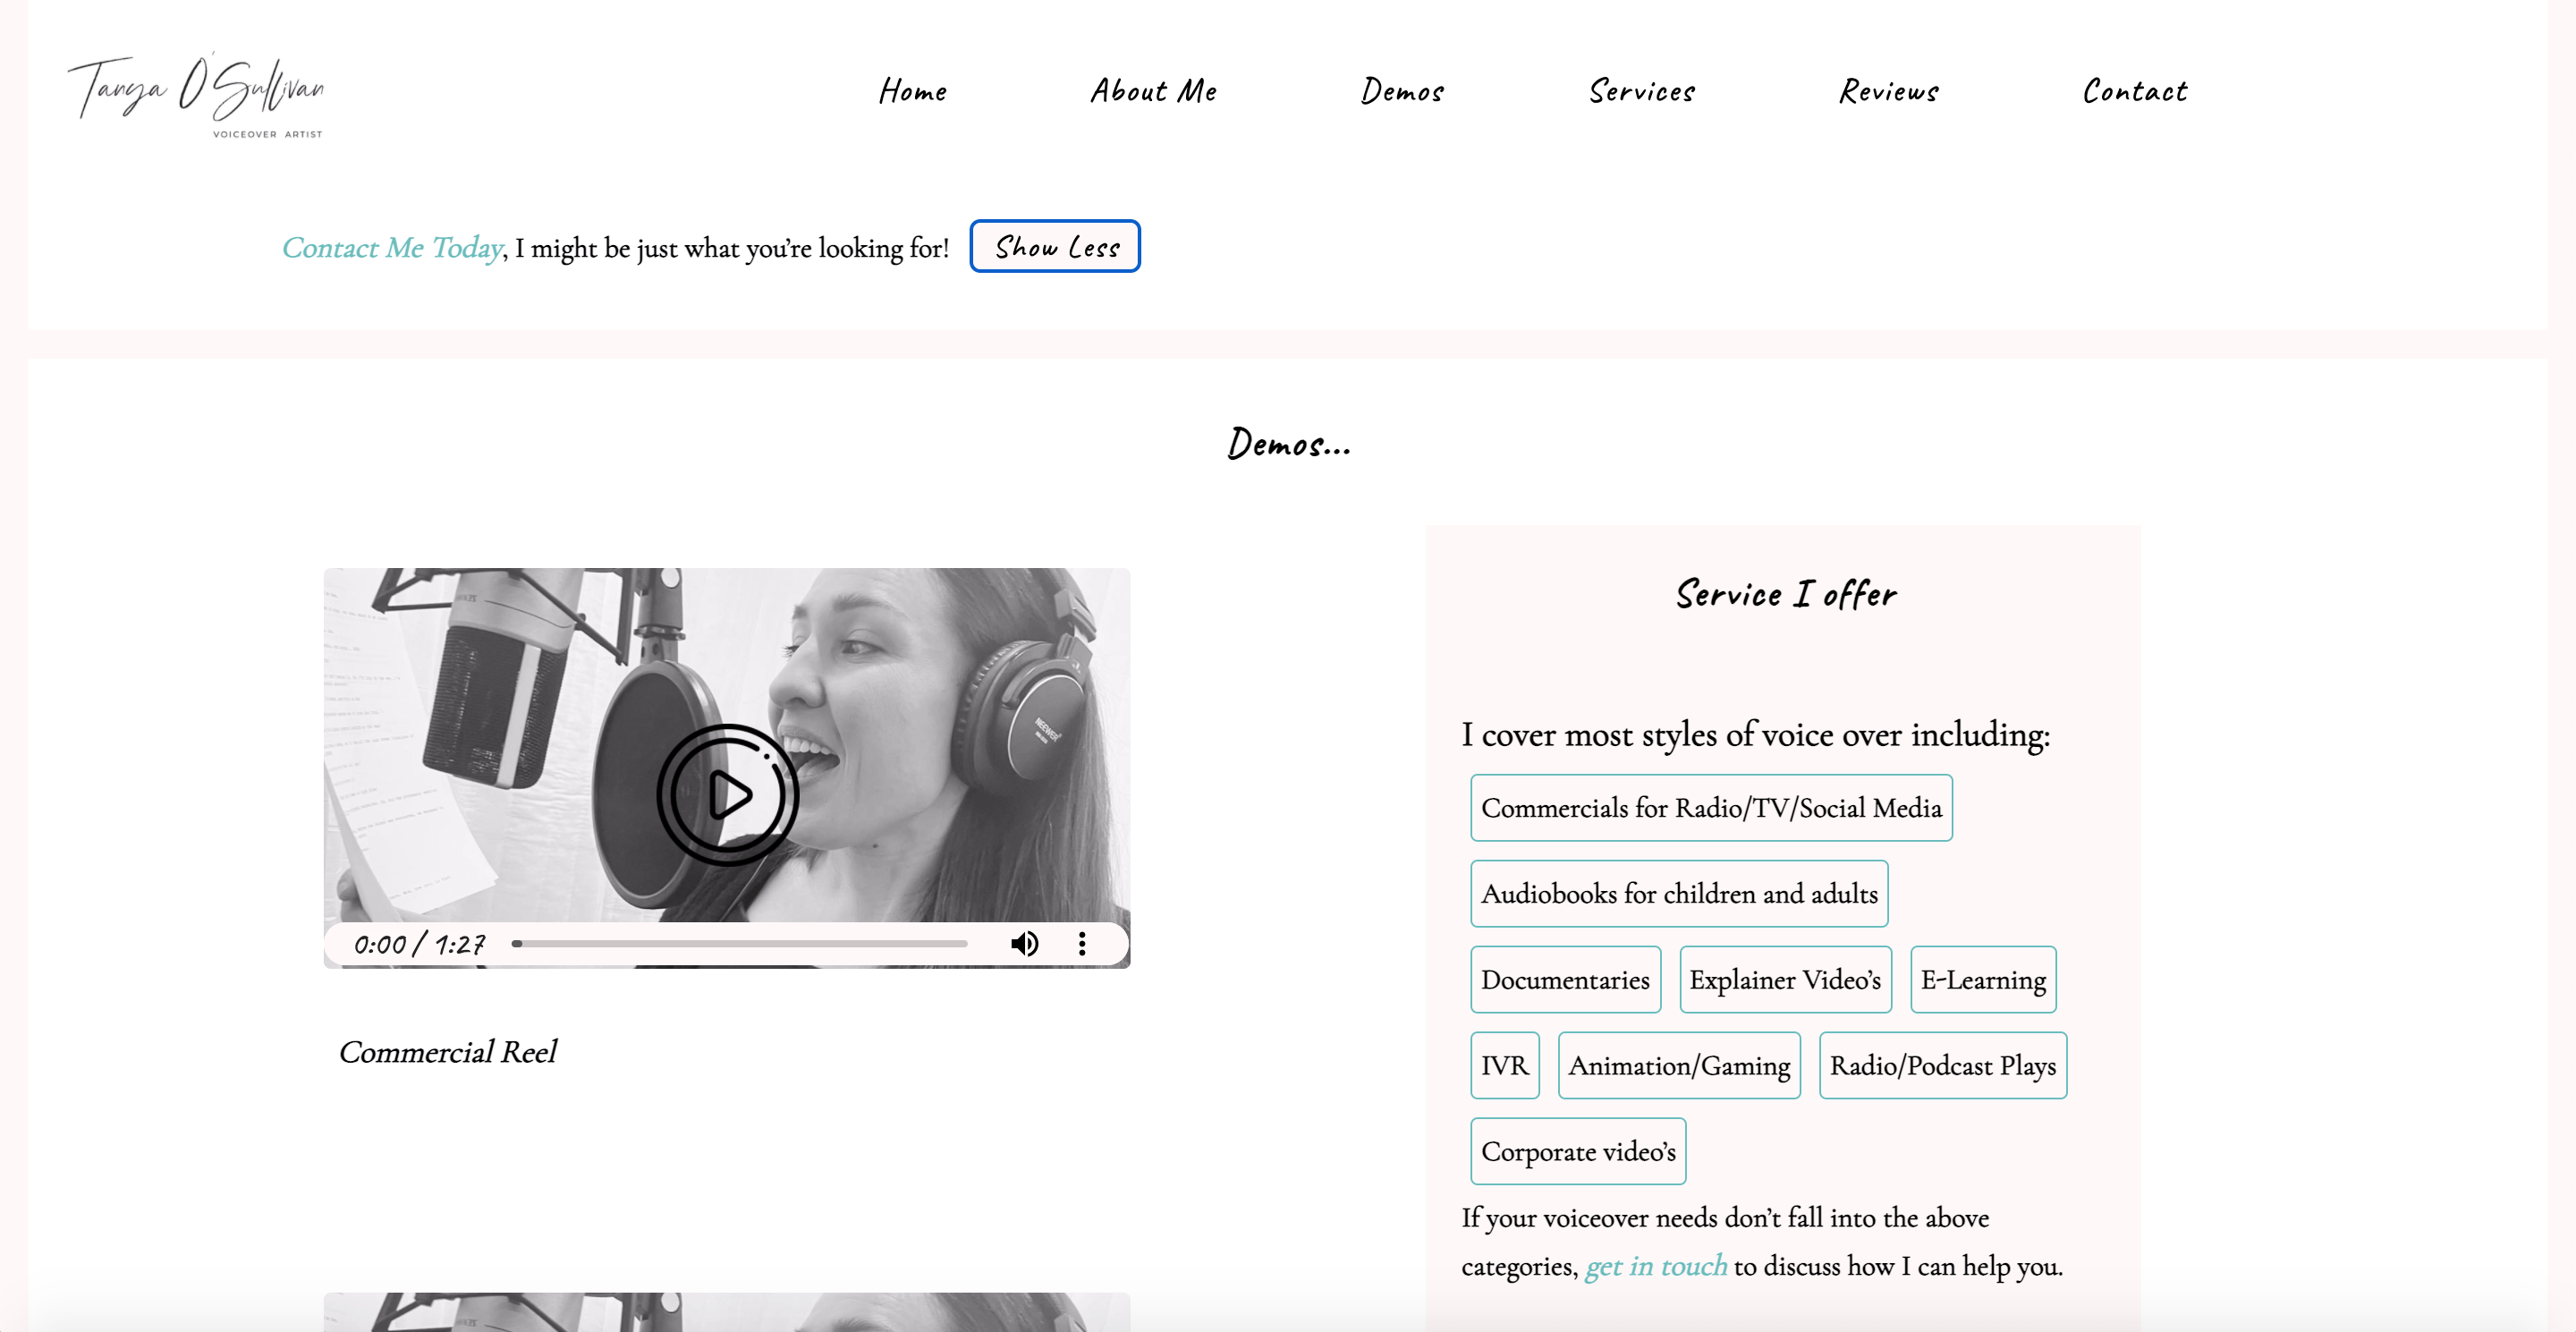 Tanya O'Sullivan
VOICEOVER ARTIST
Home
About Me
Demos
Services
Reviews
Contact
Contact Me Today, I might be just what you’re looking for!
Show Less
Demos...
Service I offer
I cover most styles of voice over including:
Commercials for Radio/TV/Social Media
Audiobooks for children and adults
Documentaries
Explainer Video’s
E-Learning
IVR
Animation/Gaming
Radio/Podcast Plays
Corporate video’s
If your voiceover needs don’t fall into the above
categories, get in touch to discuss how I can help you.
NEEWER
0:00 / 1:27
Commercial Reel